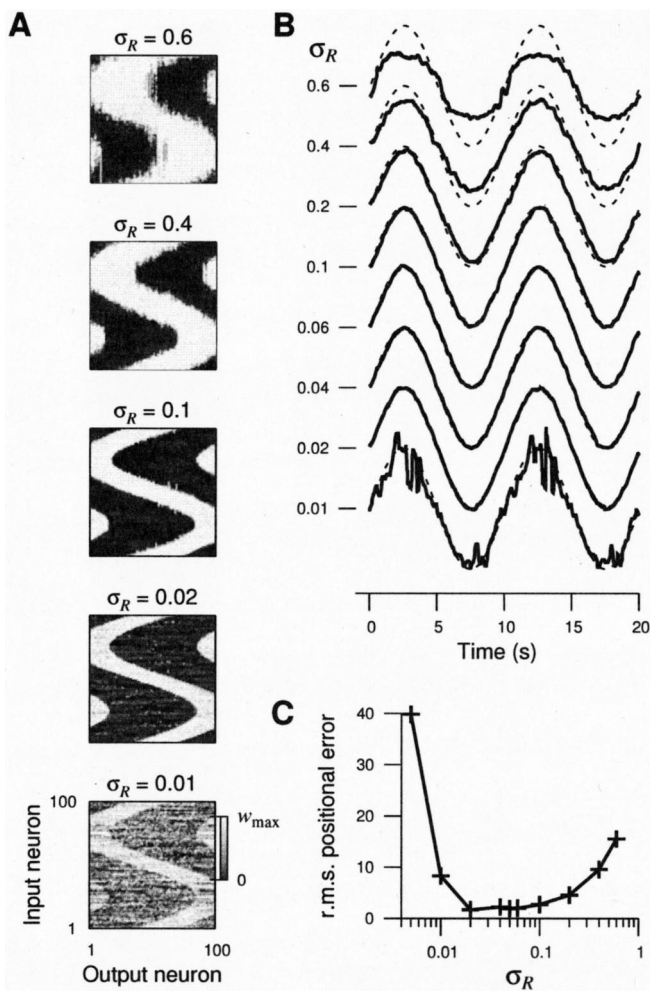 A
σR = 0.6
σR = 0.4
σR = 0.1
σR = 0.02
σR = 0.01
100
wmax
0
Input neuron
1
1 100
Output neuron
B
σR
0.6
0.4
0.2
0.1
0.06
0.04
0.02
0.01
0 5 10 15 20
Time (s)
C
40
30
20
10
0
r.m.s. positional error
0.01 0.1 1
σR